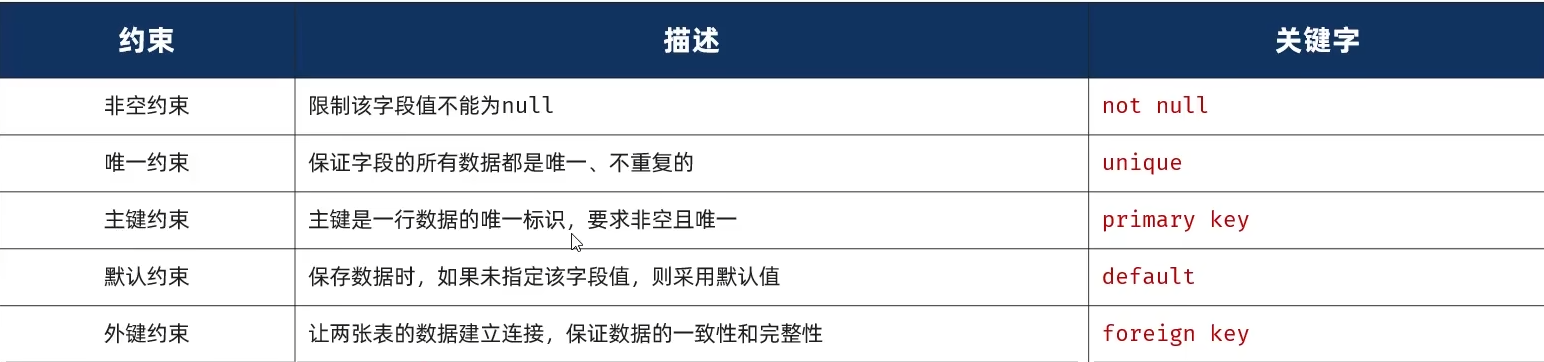 约束 描述 关键字
非空约束 限制该字段值不能为null not null
唯一约束 保证字段的所有数据都是唯一、不重复的 unique
主键约束 主键是一行数据的唯一标识，要求非空且唯一 primary key
默认约束 保存数据时，如果未指定该字段值，则采用默认值 default
外键约束 让两张表的数据建立连接，保证数据的一致性和完整性 foreign key